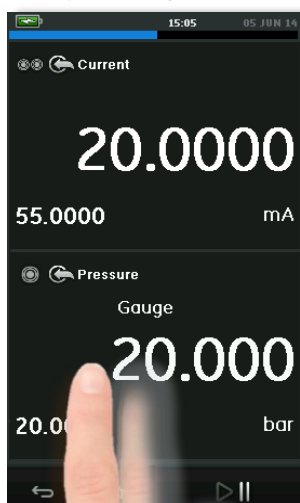 15:05 05 JUN 14
Current
20.0000
55.0000 mA
Pressure
Gauge
20.000
bar